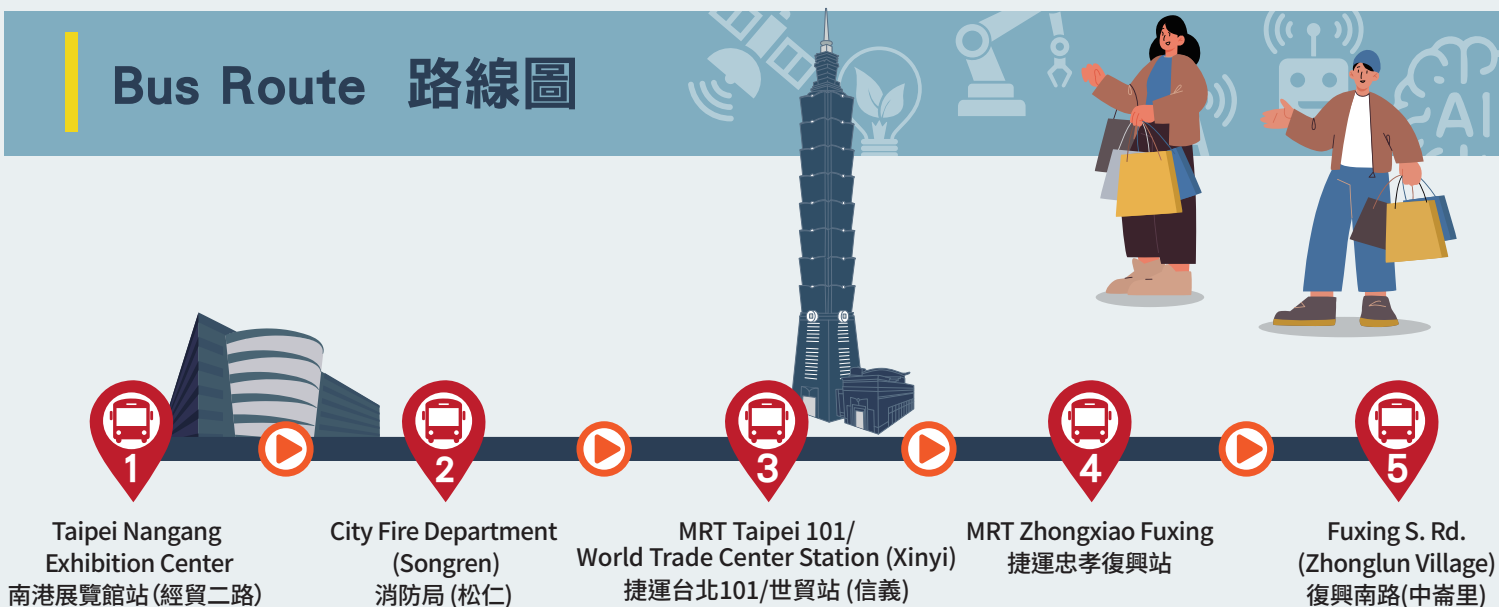 Bus Route 路線圖
AI
1
2
3
4
5
Taipei Nangang
Exhibition Center
南港展覽館站(經貿二路)
City Fire Department
(Songren)
消防局 (松仁)
MRT Taipei 101/
World Trade Center Station (Xinyi)
捷運台北101/世貿站 (信義)
MRT Zhongxiao Fuxing
捷運忠孝復興站
Fuxing S. Rd.
(Zhonglun Village)
復興南路(中崙里)